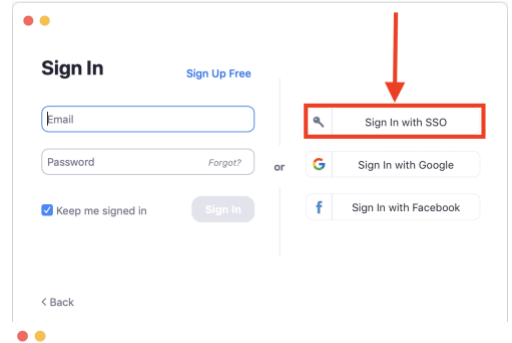 Sign In
Sign Up Free
Email
Password
Forgot?
Keep me signed in
Sign In
or
Sign In with SSO
Sign In with Google
Sign In with Facebook
< Back